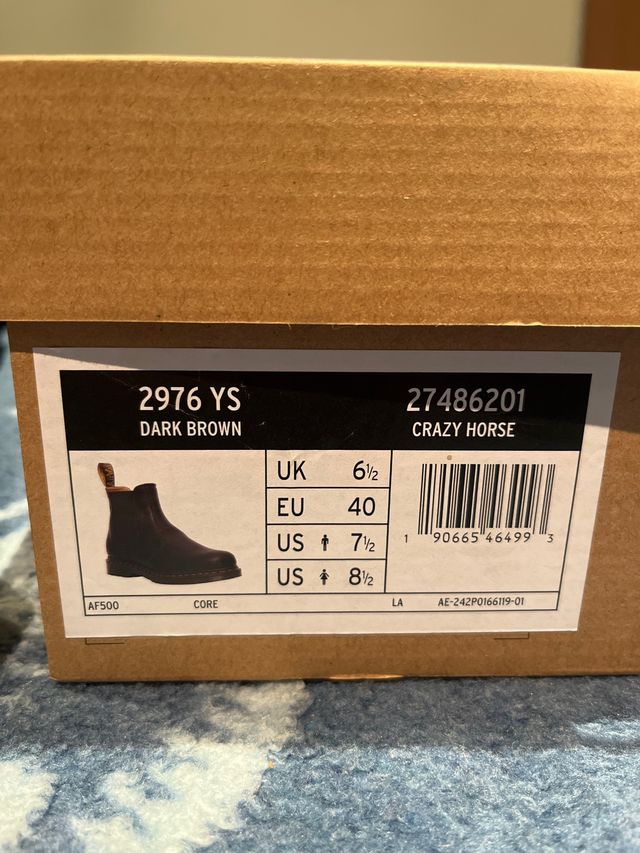 2976 YS
DARK BROWN
27486201
CRAZY HORSE
UK 6½
EU 40
US 7½
US 8½
1 90665 46499 3
AF500 CORE LA AE-242P0166119-01